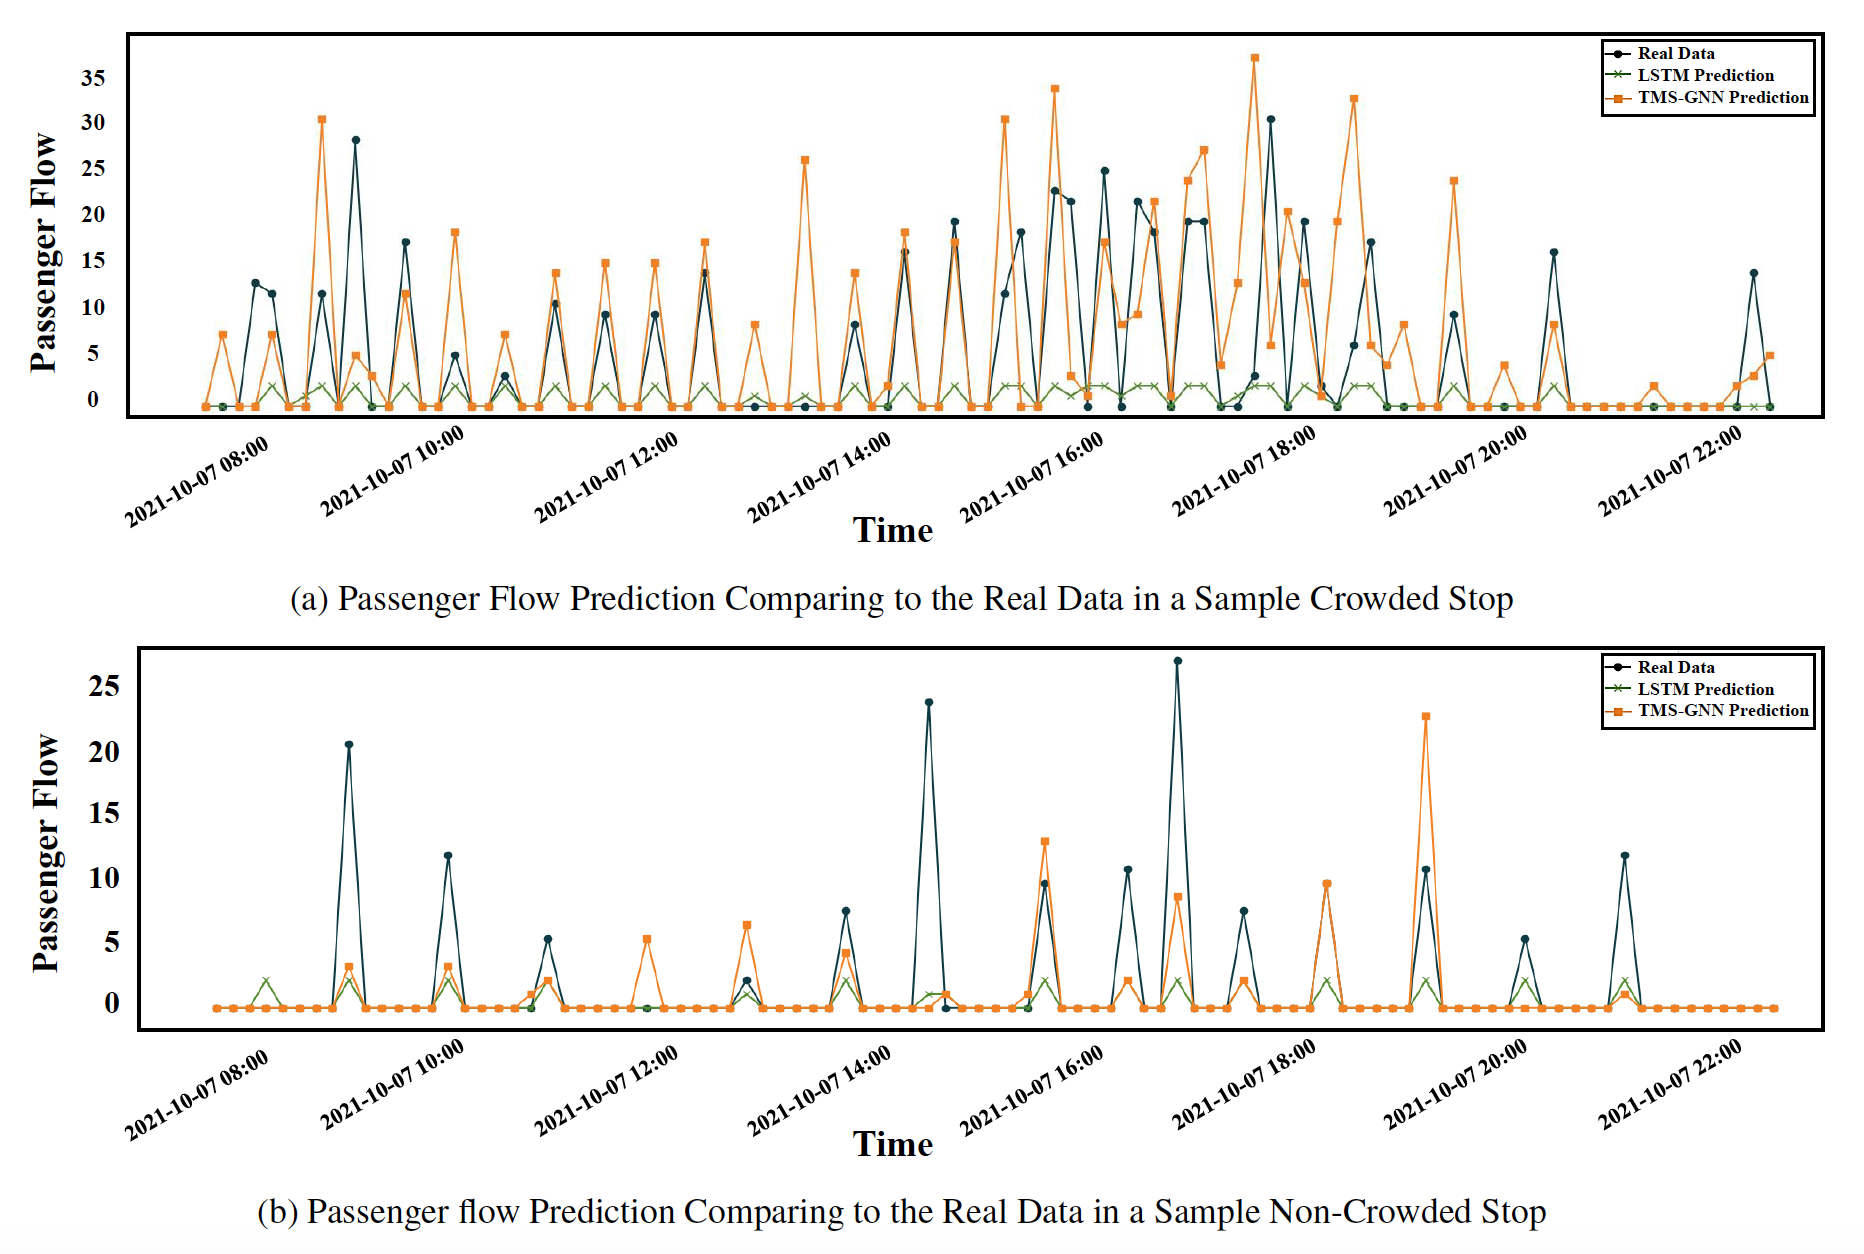 Real Data
LSTM Prediction
TMS-GNN Prediction
Passenger Flow
35
30
25
20
15
10
5
0
2021-10-07 08:00
2021-10-07 10:00
2021-10-07 12:00
2021-10-07 14:00
2021-10-07 16:00
2021-10-07 18:00
2021-10-07 20:00
2021-10-07 22:00
Time
(a) Passenger Flow Prediction Comparing to the Real Data in a Sample Crowded Stop
Real Data
LSTM Prediction
TMS-GNN Prediction
Passenger Flow
25
20
15
10
5
0
2021-10-07 08:00
2021-10-07 10:00
2021-10-07 12:00
2021-10-07 14:00
2021-10-07 16:00
2021-10-07 18:00
2021-10-07 20:00
2021-10-07 22:00
Time
(b) Passenger flow Prediction Comparing to the Real Data in a Sample Non-Crowded Stop